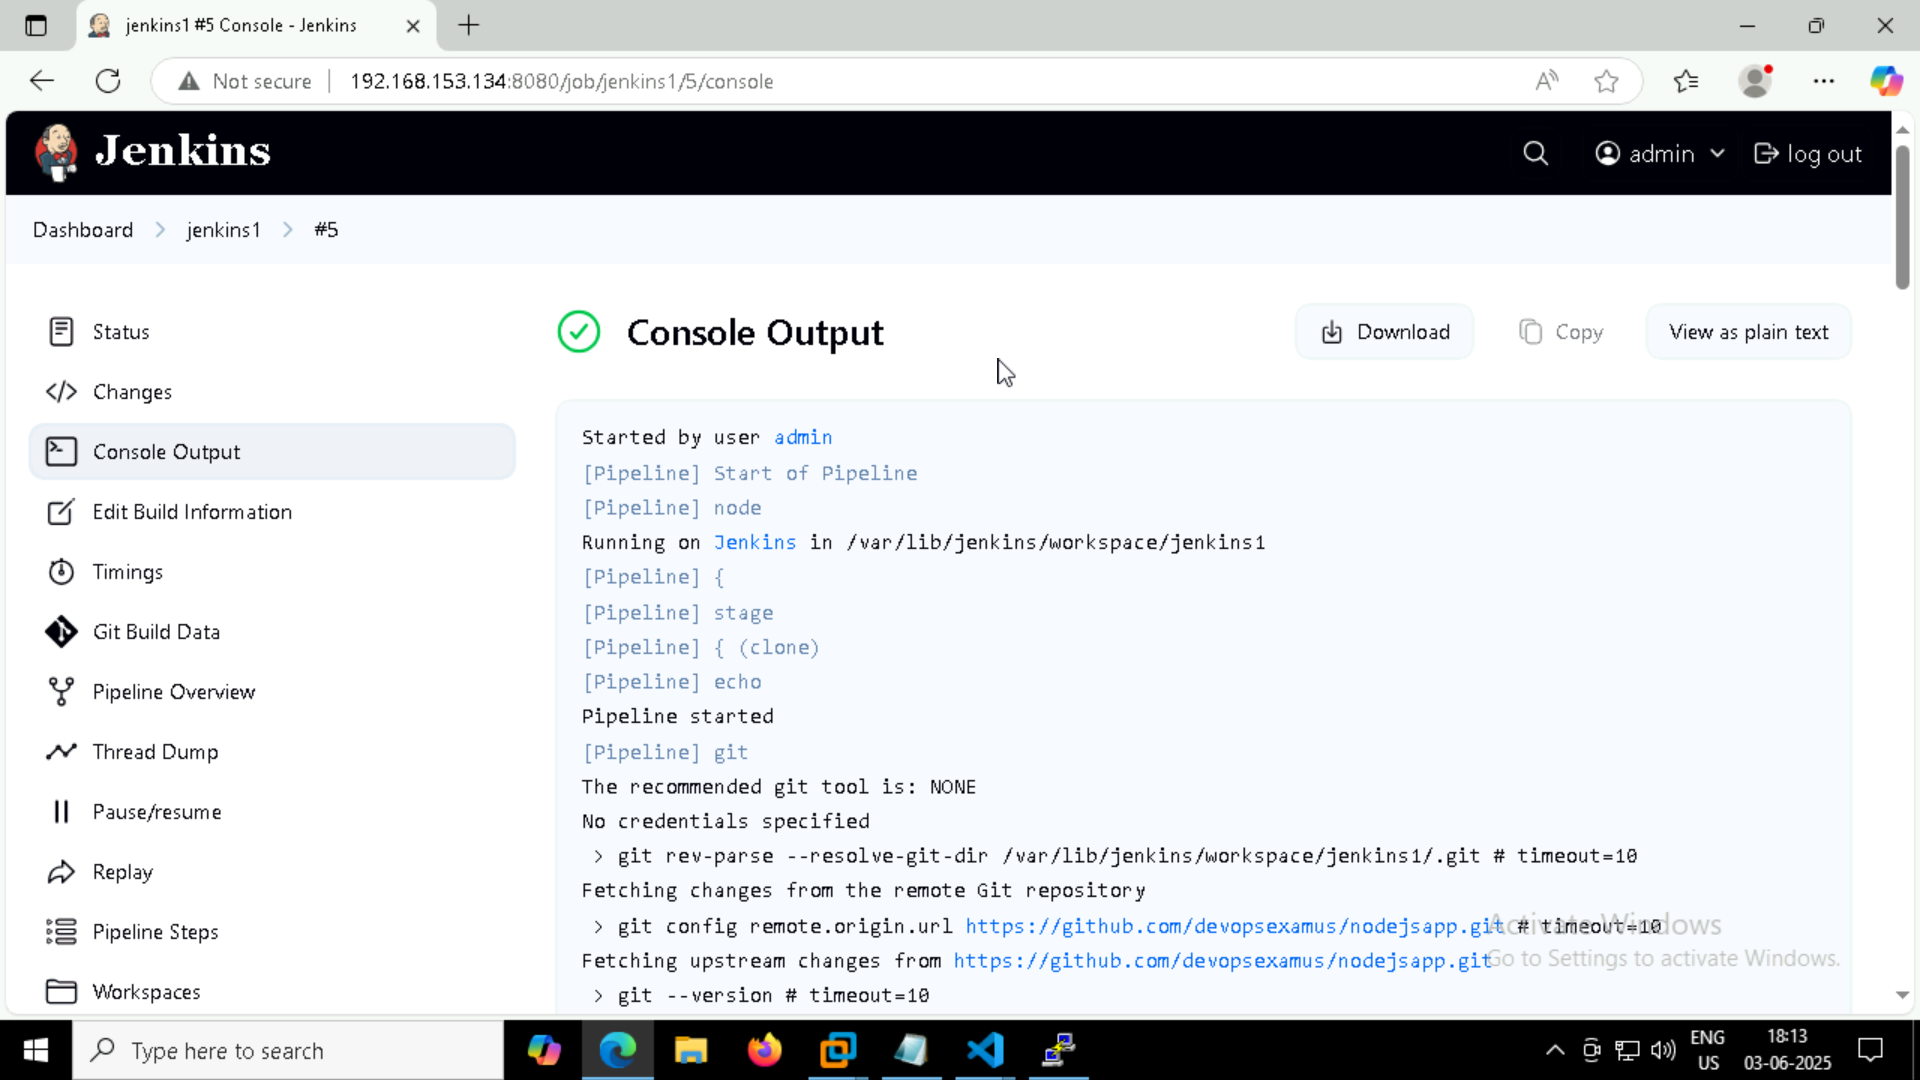 jenkins1 #5 Console - Jenkins
Not secure
192.168.153.134:8080/job/jenkins1/5/console
Jenkins
admin
log out
Dashboard
jenkins1
#5
Status
Changes
Console Output
Edit Build Information
Timings
Git Build Data
Pipeline Overview
Thread Dump
Pause/resume
Replay
Pipeline Steps
Workspaces
Console Output
Download
Copy
View as plain text
Started by user admin
[Pipeline] Start of Pipeline
[Pipeline] node
Running on Jenkins in /var/lib/jenkins/workspace/jenkins1
[Pipeline] {
[Pipeline] stage
[Pipeline] { (clone)
[Pipeline] echo
Pipeline started
[Pipeline] git
The recommended git tool is: NONE
No credentials specified
> git rev-parse --resolve-git-dir /var/lib/jenkins/workspace/jenkins1/.git # timeout=10
Fetching changes from the remote Git repository
> git config remote.origin.url https://github.com/devopsexamus/nodejsapp.git # timeout=10
Fetching upstream changes from https://github.com/devopsexamus/nodejsapp.git
> git --version # timeout=10
Activate Windows
Go to Settings to activate Windows.
Type here to search
ENG
US
18:13
03-06-2025